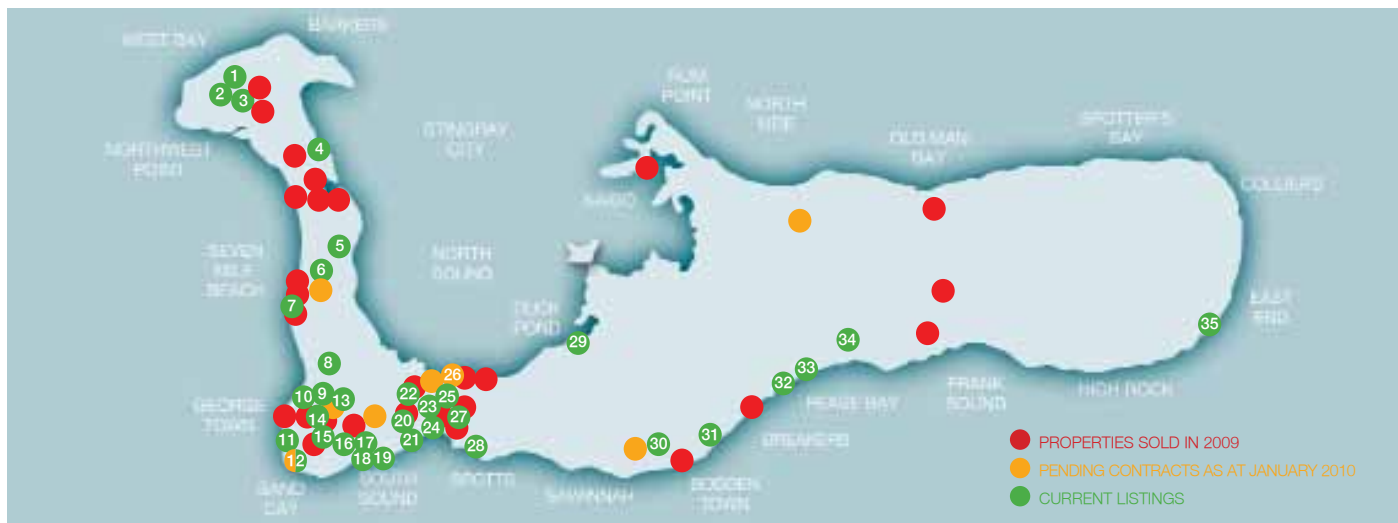 BARKERS
WEST BAY
1
2
3
RUM
POINT
NORTH
SIDE
OLD MAN
BAY
SPOTTER'S
BAY
STINGRAY
CITY
NORTHWEST
POINT
4
COLLIERS
KAIBO
5
SEVEN
MILE
BEACH
6
7
NORTH
SOUND
DUCK
POND
EAST
END
29
34
35
8
26
33
32
PEASE BAY
FRANK
SOUND
HIGH ROCK
GEORGE
TOWN
10
9
13
14
22
25
23
27
20
24
11
15
16
17
21
28
12
18
19
30
31
BREAKERS
SAND
CAY
SOUTH
SOUND
SPOTTS
SAVANNAH
BODDEN
TOWN
PROPERTIES SOLD IN 2009
PENDING CONTRACTS AS AT JANUARY 2010
CURRENT LISTINGS